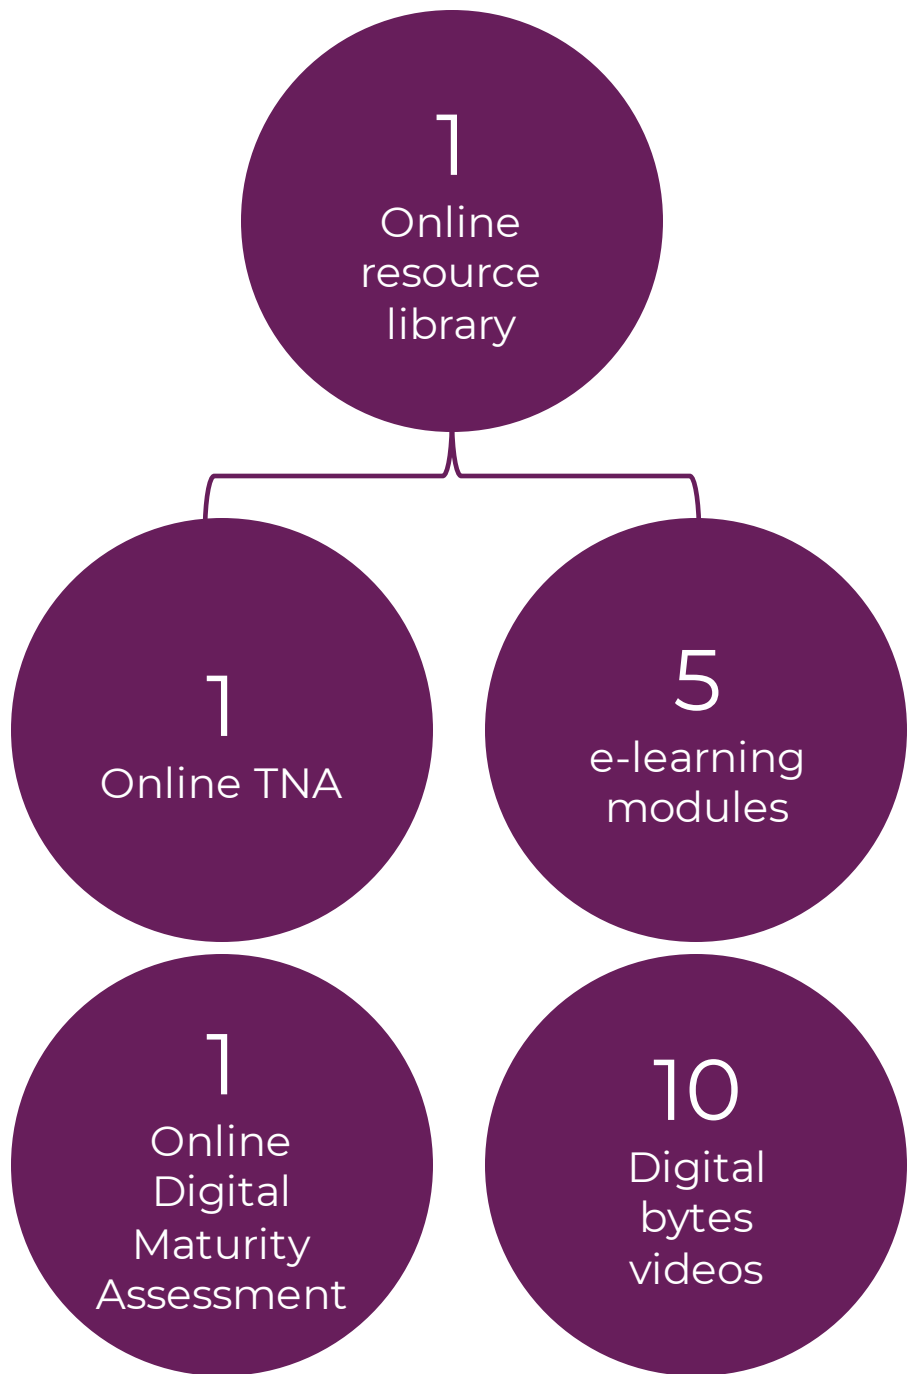 1
Online
resource
library
1
Online TNA
5
e-learning
modules
1
Online
Digital
Maturity
Assessment
10
Digital
bytes
videos